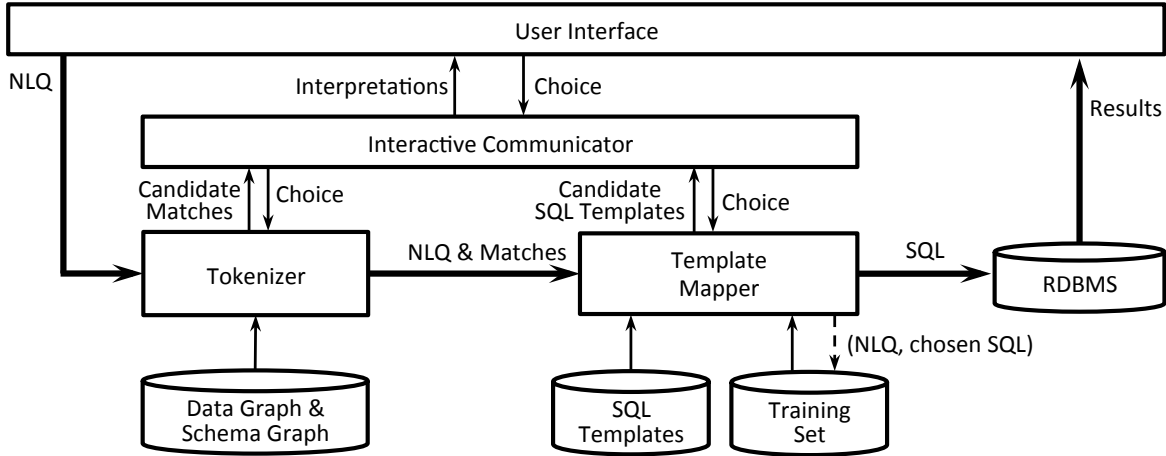 User Interface
NLQ
Interpretations
Choice
Results
Interactive Communicator
Candidate
Matches
Choice
Candidate
SQL Templates
Choice
Tokenizer
NLQ & Matches
Template
Mapper
SQL
RDBMS
(NLQ, chosen SQL)
Data Graph &
Schema Graph
SQL
Templates
Training
Set